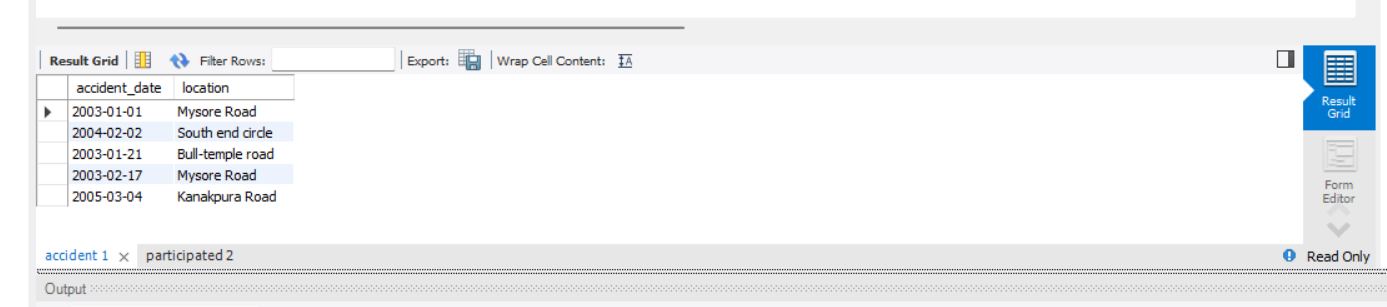 Result Grid Filter Rows: Export: Wrap Cell Content: IA
accident_date location
2003-01-01 Mysore Road
2004-02-02 South end circle
2003-01-21 Bull-temple road
2003-02-17 Mysore Road
2005-03-04 Kanakpura Road
Result
Grid
Form
Editor
accident 1 × participated 2 Read Only
Output